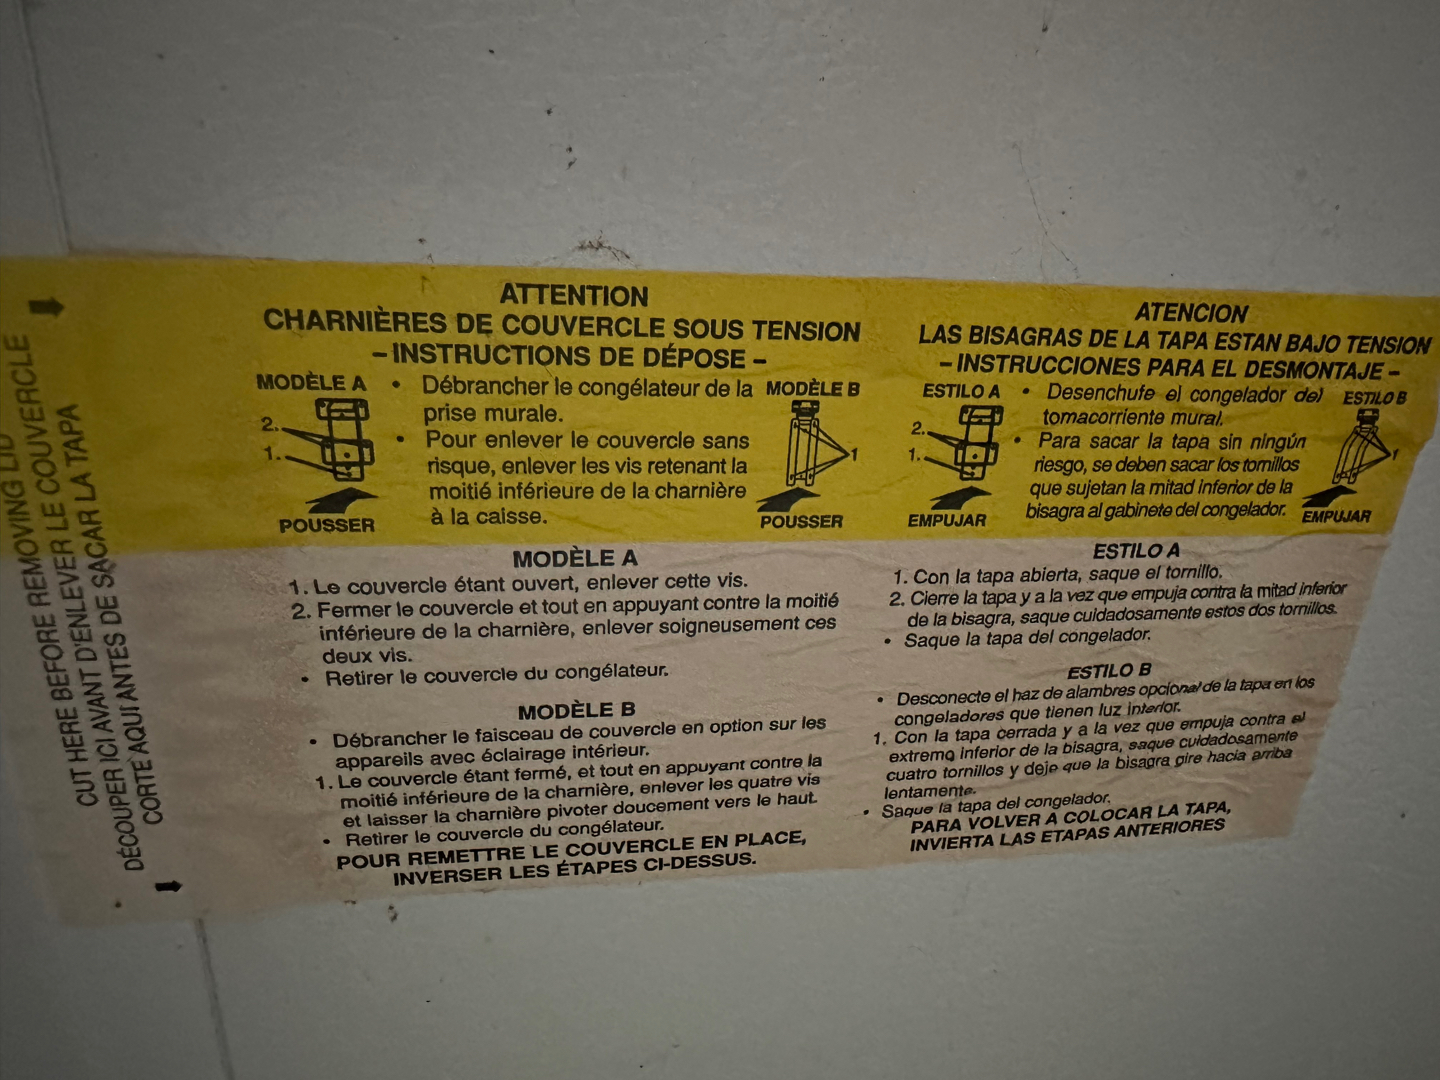 CUT HERE BEFORE REMOVING LID
DÉCOUPER ICI AVANT D'ENLEVER LE COUVERCLE
CORTE AQUI ANTES DE SACAR LA TAPA
ATTENTION
CHARNIÈRES DE COUVERCLE SOUS TENSION
– INSTRUCTIONS DE DÉPOSE –
MODÈLE A
2.
1.
POUSSER
• Débrancher le congélateur de la
prise murale.
• Pour enlever le couvercle sans
risque, enlever les vis retenant la
moitié inférieure de la charnière
à la caisse.
MODÈLE B
1
POUSSER
MODÈLE A
1. Le couvercle étant ouvert, enlever cette vis.
2. Fermer le couvercle et tout en appuyant contre la moitié
inférieure de la charnière, enlever soigneusement ces
deux vis.
• Retirer le couvercle du congélateur.
MODÈLE B
• Débrancher le faisceau de couvercle en option sur les
appareils avec éclairage intérieur.
1. Le couvercle étant fermé, et tout en appuyant contre la
moitié inférieure de la charnière, enlever les quatre vis
et laisser la charnière pivoter doucement vers le haut.
• Retirer le couvercle du congélateur.
POUR REMETTRE LE COUVERCLE EN PLACE,
INVERSER LES ÉTAPES CI-DESSUS.
ATENCION
LAS BISAGRAS DE LA TAPA ESTAN BAJO TENSION
– INSTRUCCIONES PARA EL DESMONTAJE –
ESTILO A
2.
1.
EMPUJAR
• Desenchufe el congelador del
tomacorriente mural.
• Para sacar la tapa sin ningún
riesgo, se deben sacar los tornillos
que sujetan la mitad inferior de la
bisagra al gabinete del congelador.
ESTILO B
1
EMPUJAR
ESTILO A
1. Con la tapa abierta, saque el tornillo.
2. Cierre la tapa y a la vez que empuja contra la mitad inferior
de la bisagra, saque cuidadosamente estos dos tornillos.
• Saque la tapa del congelador.
ESTILO B
• Desconecte el haz de alambres opcional de la tapa en los
congeladores que tienen luz interior.
1. Con la tapa cerrada y a la vez que empuja contra el
extremo inferior de la bisagra, saque cuidadosamente
cuatro tornillos y deje que la bisagra gire hacia arriba
lentamente.
• Saque la tapa del congelador.
PARA VOLVER A COLOCAR LA TAPA,
INVIERTA LAS ETAPAS ANTERIORES